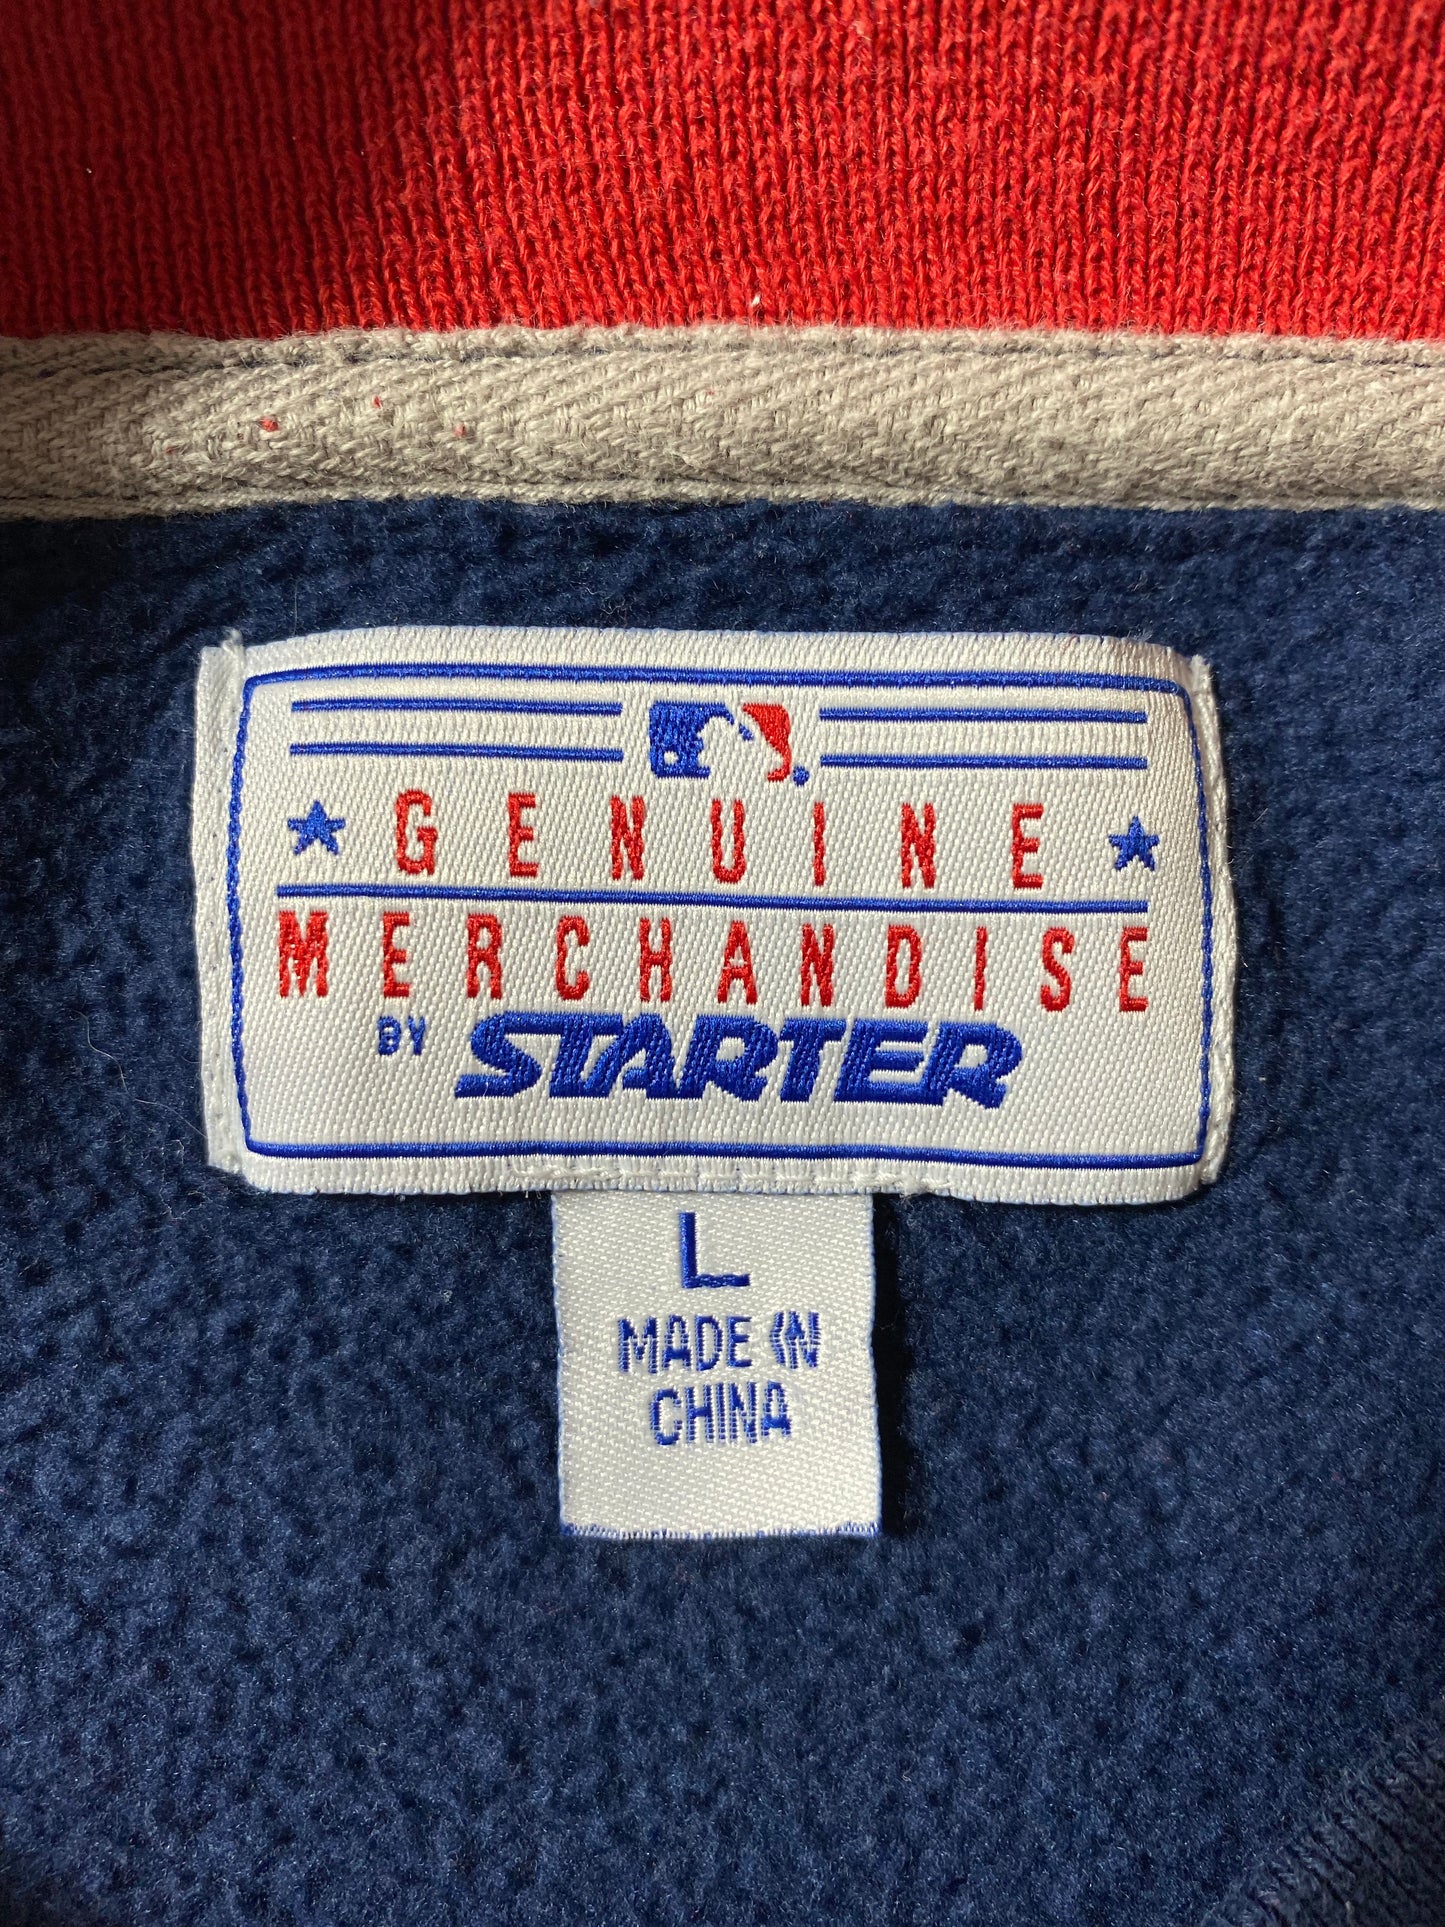 GENUINE
MERCHANDISE
BY STARTER
L
MADE IN
CHINA